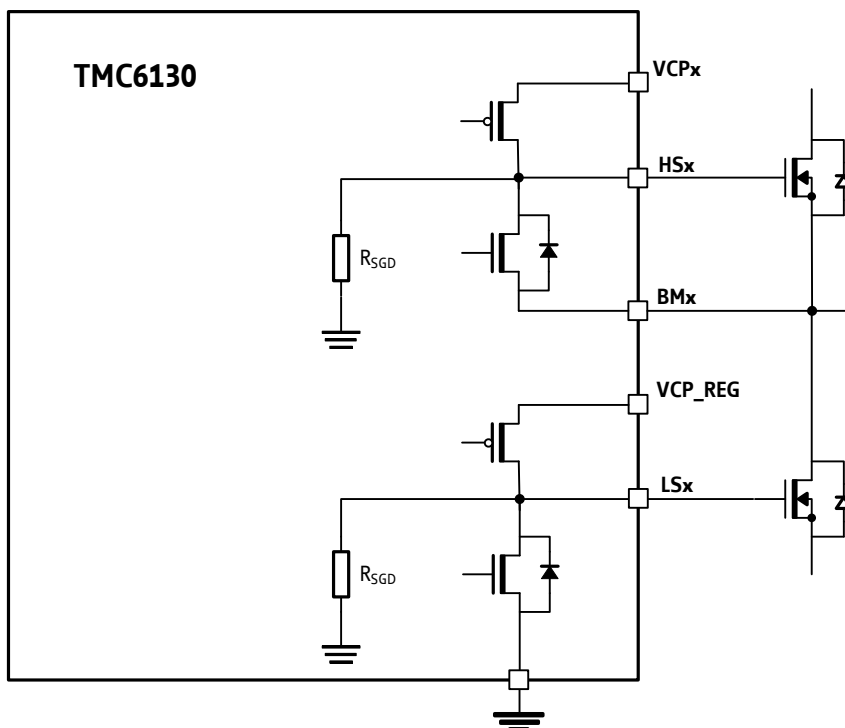 TMC6130
VCPx
HSx
RSGD
BMx
VCP_REG
LSx
RSGD